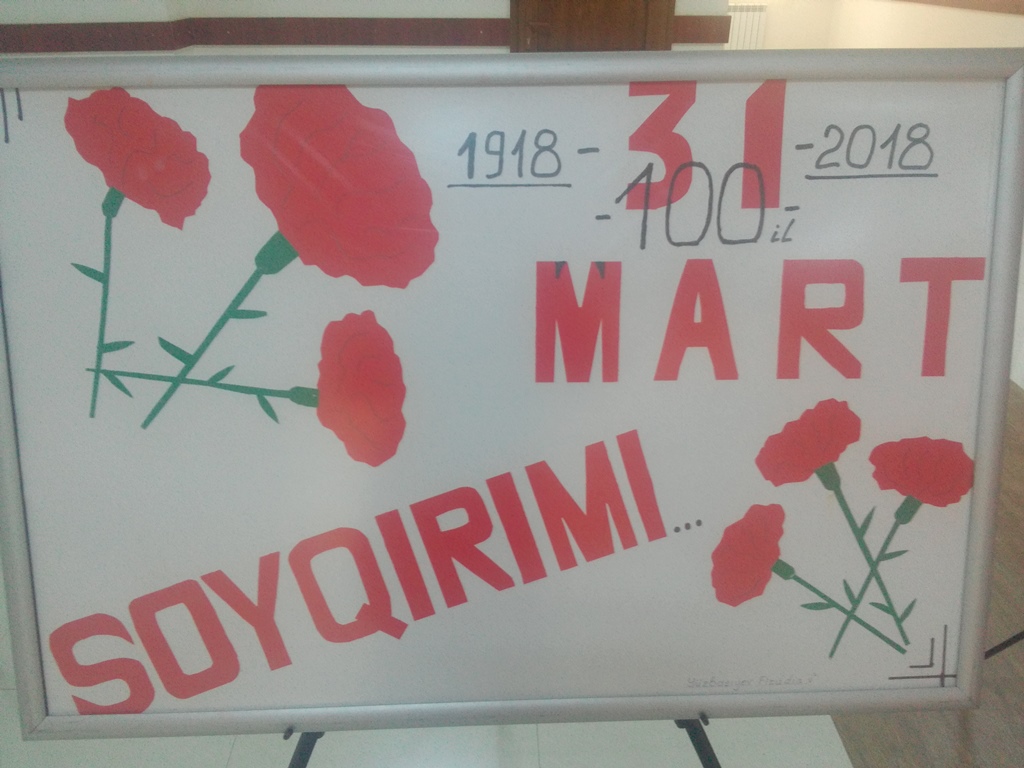 1918 - 31 - 2018
-100 il-
MART
SOYQIRIMI...